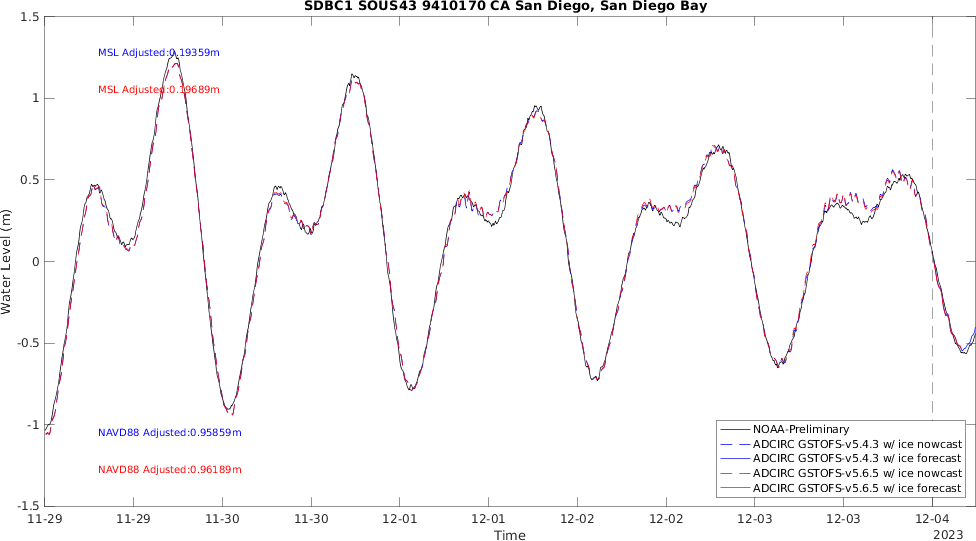 SDBC1 SOUS43 9410170 CA San Diego, San Diego Bay
1.5
MSL Adjusted:0.19359m
MSL Adjusted:0.19689m
1
0.5
0
-0.5
-1
-1.5
Water Level (m)
NAVD88 Adjusted:0.95859m
NAVD88 Adjusted:0.96189m
NOAA-Preliminary
ADCIRC GSTOFS-v5.4.3 w/ ice nowcast
ADCIRC GSTOFS-v5.4.3 w/ ice forecast
ADCIRC GSTOFS-v5.6.5 w/ ice nowcast
ADCIRC GSTOFS-v5.6.5 w/ ice forecast
11-29 11-29 11-30 11-30 12-01 12-01 12-02 12-02 12-03 12-03 12-04
2023
Time